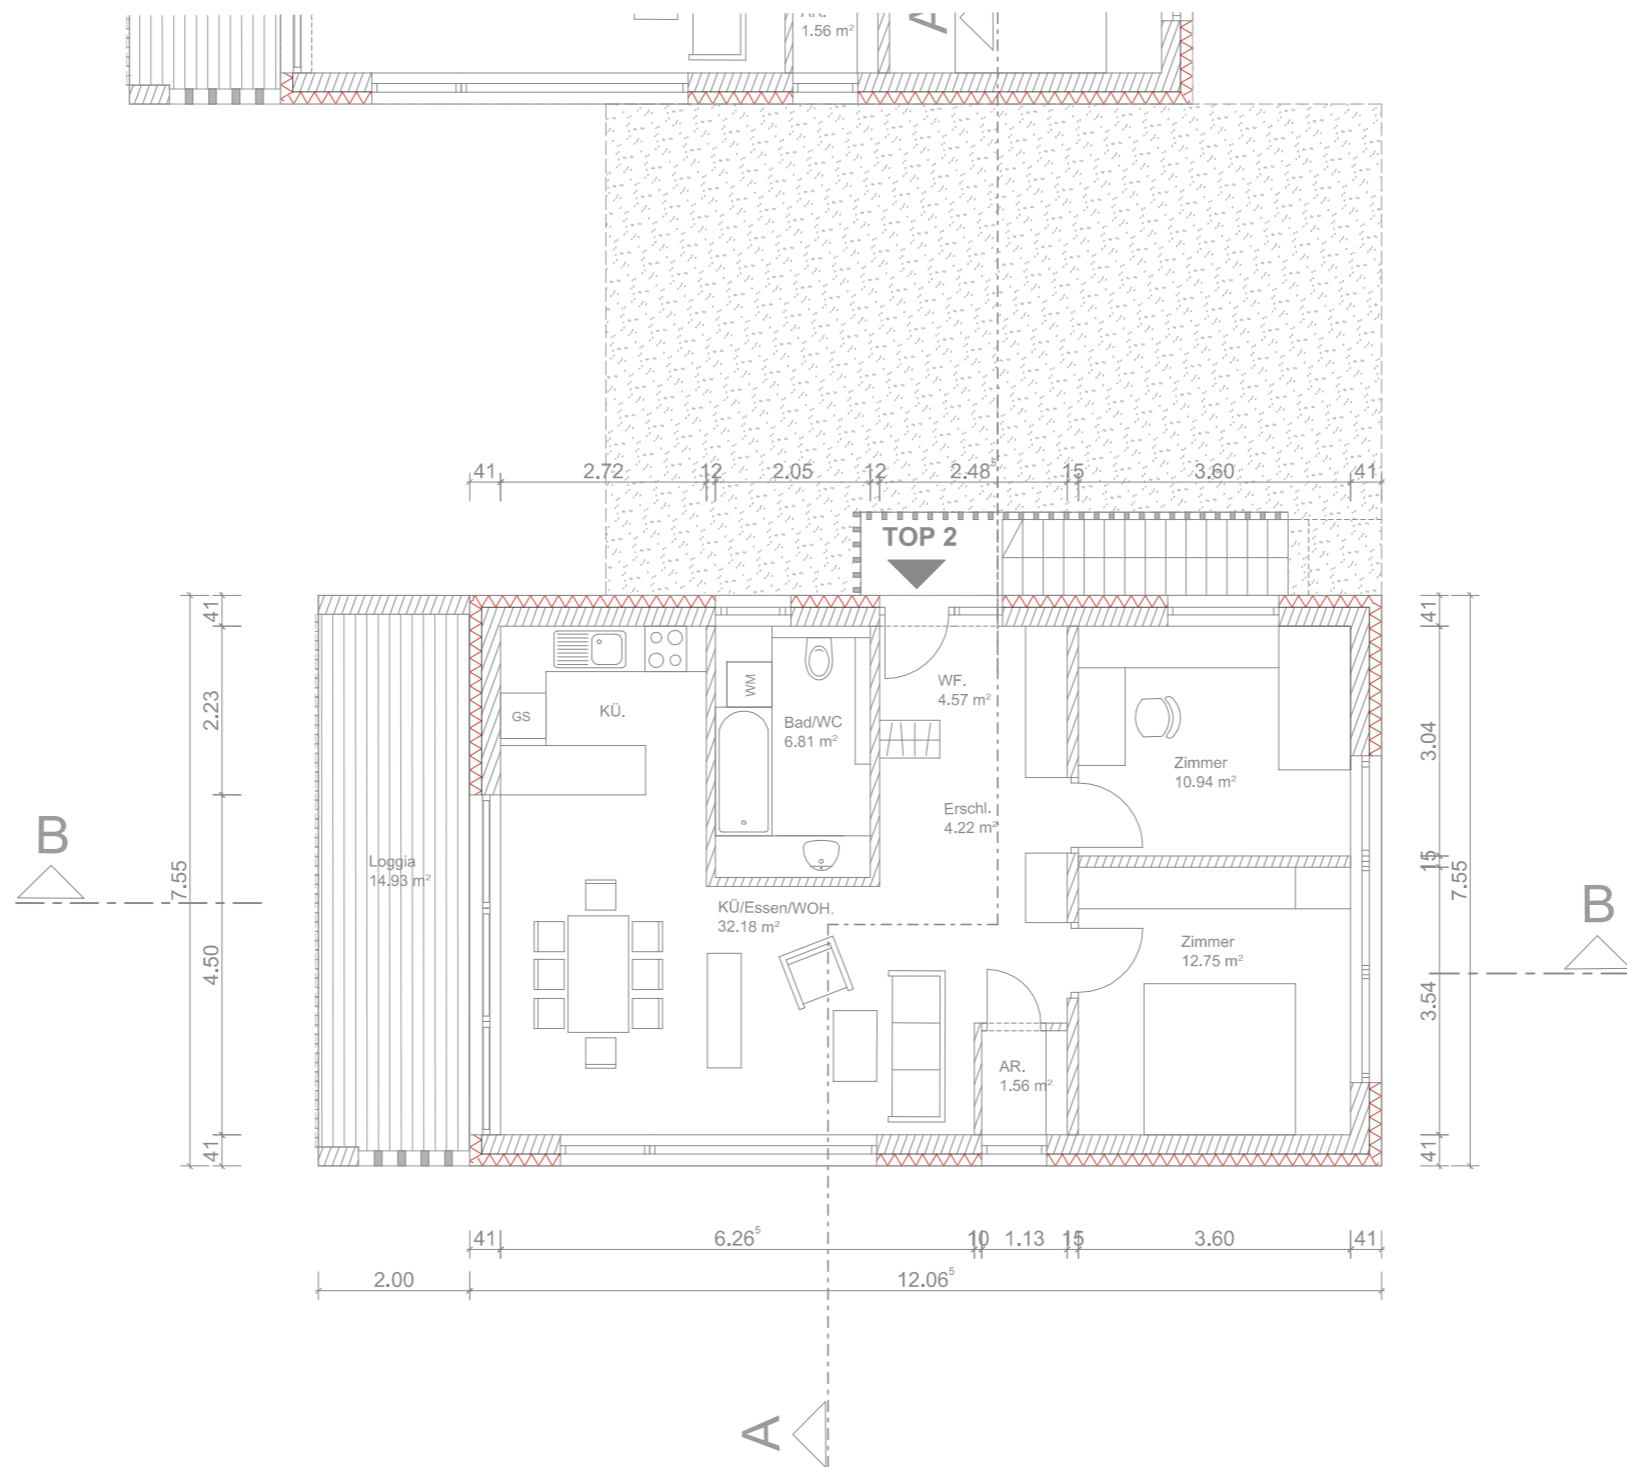 AR.
1.56 m²
A
41 2.72 12 2.05 12 2.48⁵ 15 3.60 41
TOP 2
41
2.23
4.50
41
7.55
WM
GS
KÜ.
Bad/WC
6.81 m²
WF.
4.57 m²
Zimmer
10.94 m²
Erschl.
4.22 m²
Loggia
14.93 m²
KÜ/Essen/WOH.
32.18 m²
Zimmer
12.75 m²
AR.
1.56 m²
41
3.04
15
3.54
41
7.55
B
B
41 6.26⁵ 10 1.13 15 3.60 41
2.00 12.06⁵
A